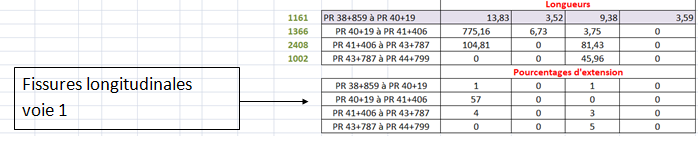 Longueurs
1161 PR 38+859 à PR 40+19 13,83 3,52 9,38 3,59
1366 PR 40+19 à PR 41+406 775,16 6,73 3,75 0
2408 PR 41+406 à PR 43+787 104,81 0 81,43 0
1002 PR 43+787 à PR 44+799 0 0 45,96 0
Pourcentages d'extension
PR 38+859 à PR 40+19 1 0 1 0
PR 40+19 à PR 41+406 57 0 0 0
PR 41+406 à PR 43+787 4 0 3 0
PR 43+787 à PR 44+799 0 0 5 0
Fissures longitudinales
voie 1